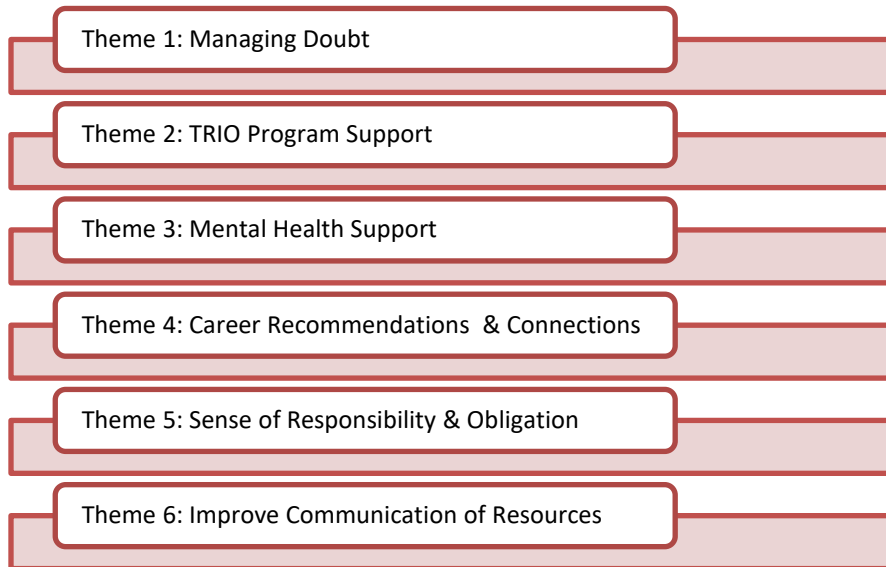 Theme 1: Managing Doubt
Theme 2: TRIO Program Support
Theme 3: Mental Health Support
Theme 4: Career Recommendations  & Connections
Theme 5: Sense of Responsibility & Obligation
Theme 6: Improve Communication of Resources